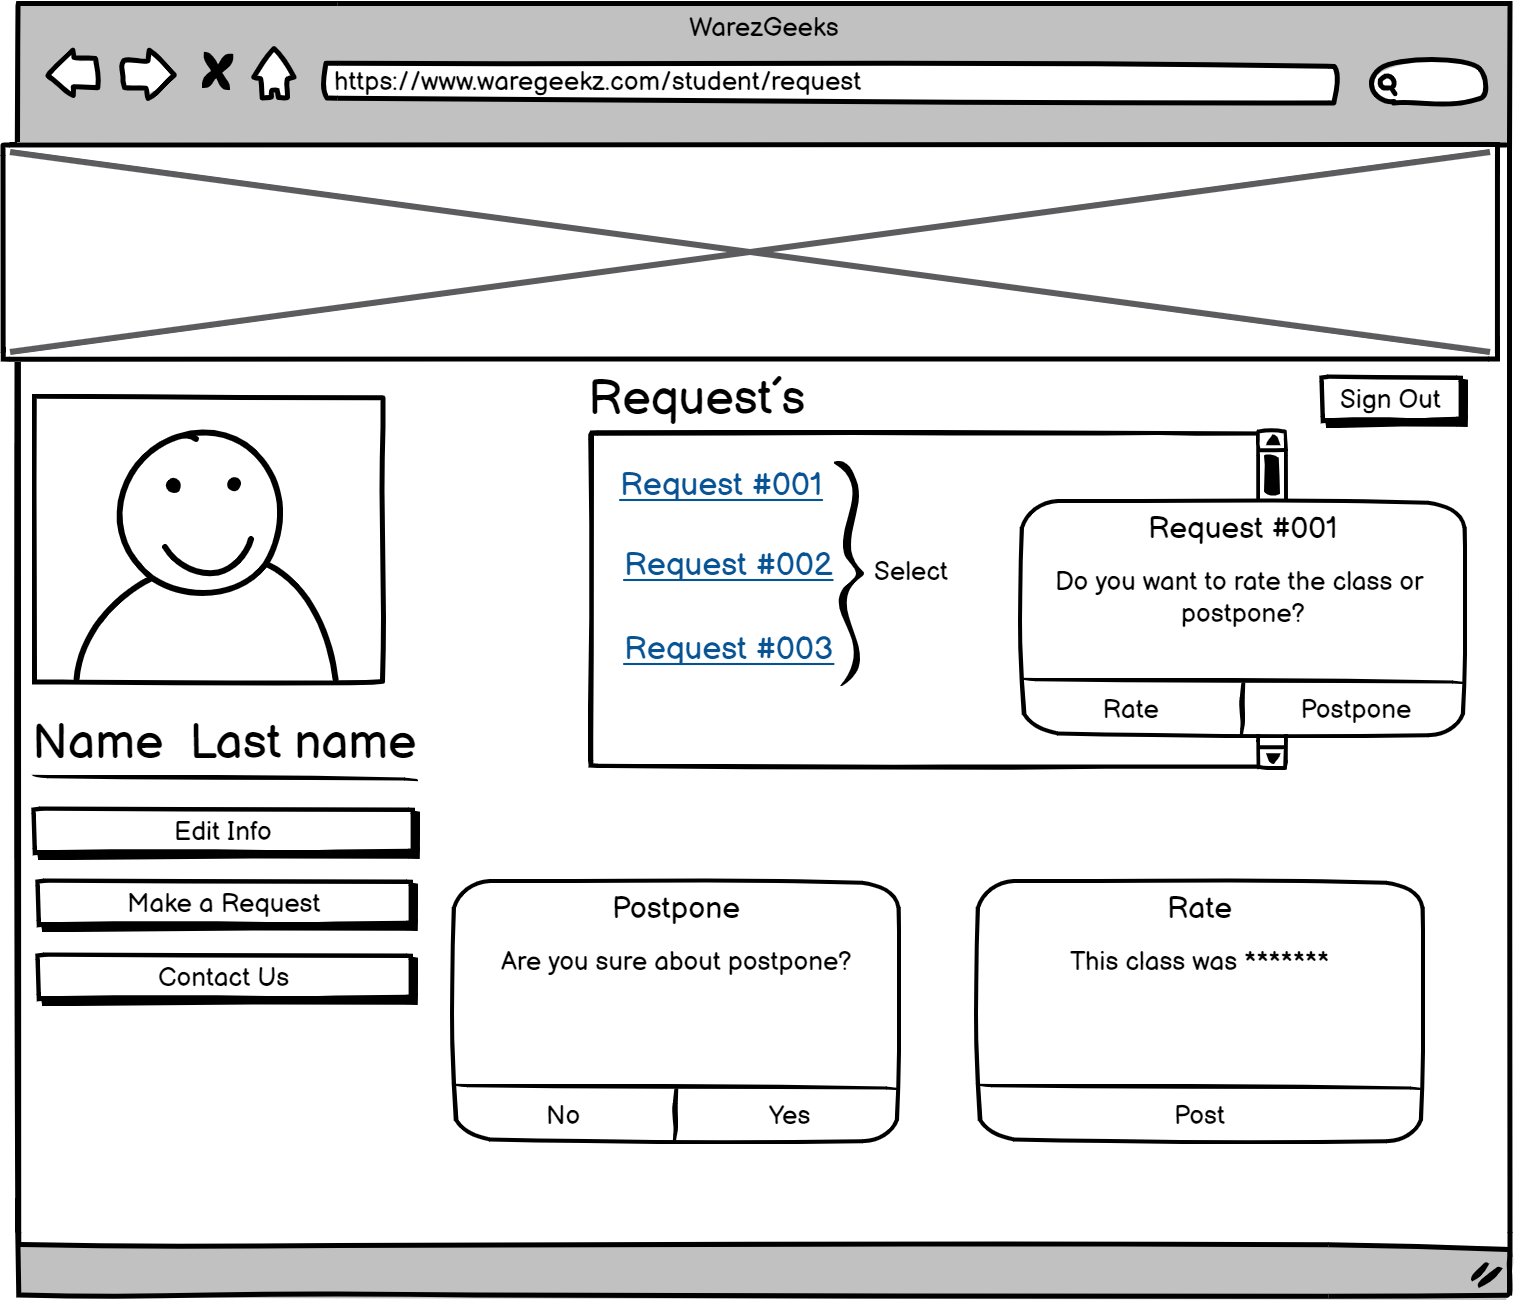 WarezGeeks
https://www.waregeekz.com/student/request
Request´s
Sign Out
Request #001
Request #002
Request #003
Select
Request #001
Do you want to rate the class or
postpone?
Rate
Postpone
Name Last name
Edit Info
Make a Request
Contact Us
Postpone
Are you sure about postpone?
No
Yes
Rate
This class was *******
Post